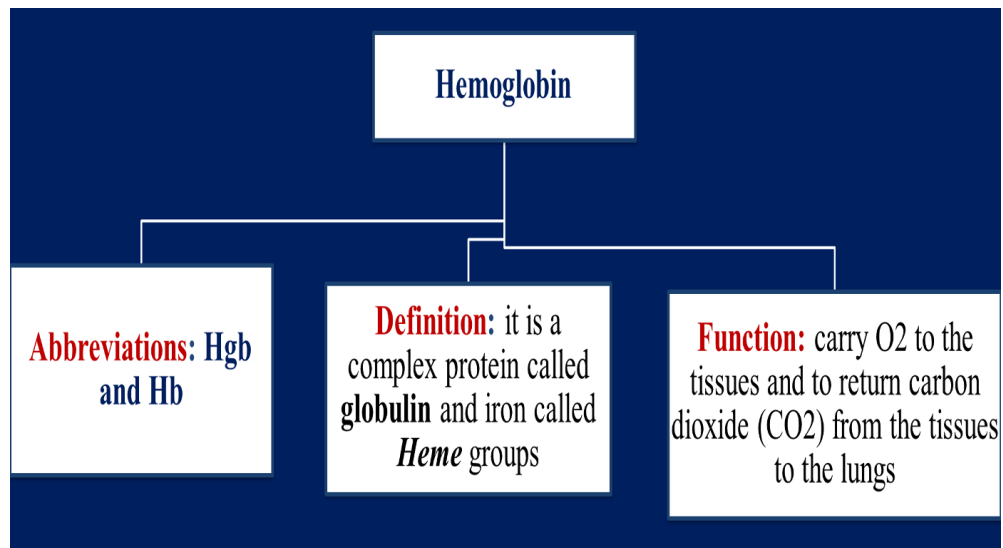 Hemoglobin
Abbreviations: Hgb
and Hb
Definition: it is a
complex protein called
globulin and iron called
Heme groups
Function: carry O2 to the
tissues and to return carbon
dioxide (CO2) from the tissues
to the lungs